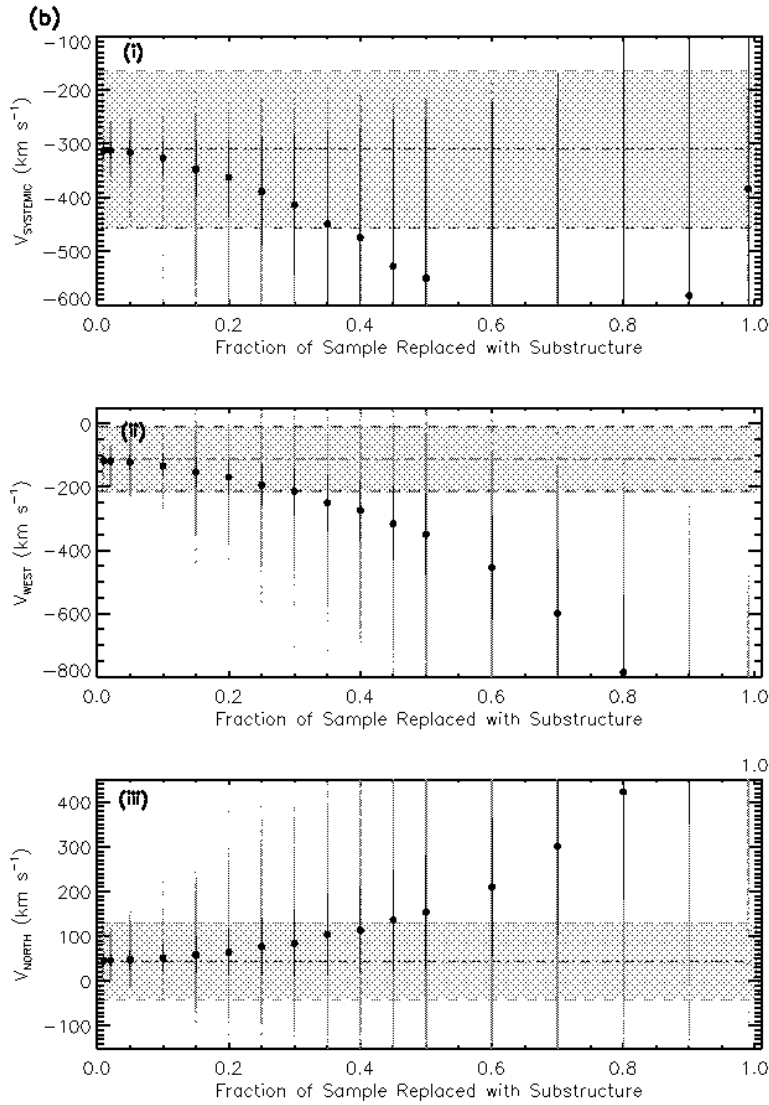 (b)
(i)
-100
-200
-300
-400
-500
-600
V_SYSTEMIC (km s⁻¹)
0.0 0.2 0.4 0.6 0.8 1.0
Fraction of Sample Replaced with Substructure
(ii)
0
-200
-400
-600
-800
V_WEST (km s⁻¹)
0.0 0.2 0.4 0.6 0.8 1.0
Fraction of Sample Replaced with Substructure
1.0
(iii)
400
300
200
100
0
-100
V_NORTH (km s⁻¹)
0.0 0.2 0.4 0.6 0.8 1.0
Fraction of Sample Replaced with Substructure